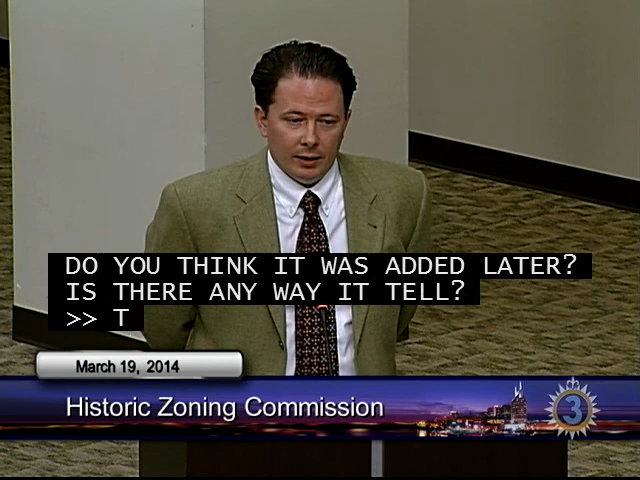 DO YOU THINK IT WAS ADDED LATER?
IS THERE ANY WAY IT TELL?
>> T
March 19, 2014
Historic Zoning Commission
3